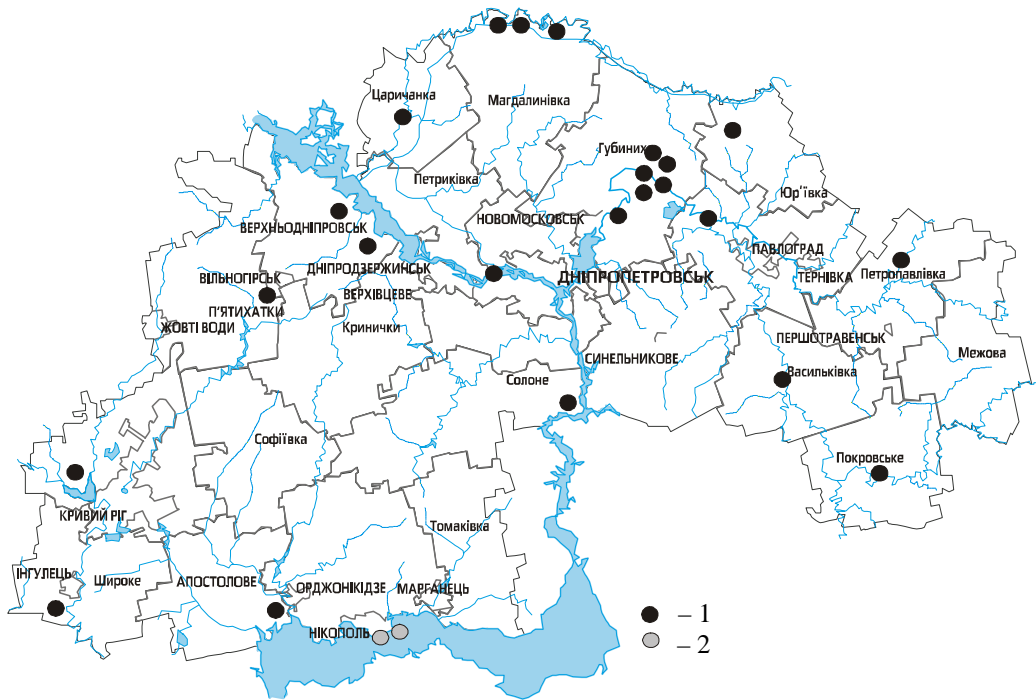 Царичанка
Магдалинівка
Губиниха
Петриківка
Юр'ївка
НОВОМОСКОВСЬК
ВЕРХНЬОДНІПРОВСЬК
ПАВЛОГРАД
ДНІПРОДЗЕРЖИНСЬК
ДНІПРОПЕТРОВСЬК
ТЕРНІВКА
Петропавлівка
ВІЛЬНОГІРСЬК
ВЕРХІВЦЕВЕ
П'ЯТИХАТКИ
ЖОВТІ ВОДИ
Кринички
ПЕРШОТРАВЕНСЬК
Межова
СИНЕЛЬНИКОВЕ
Васильківка
Солоне
Софіївка
Покровське
КРИВИЙ РІГ
Томаківка
ІНГУЛЕЦЬ
Широке
АПОСТОЛОВЕ
ОРДЖОНІКІДЗЕ
МАРГАНЕЦЬ
НІКОПОЛЬ
– 1
– 2